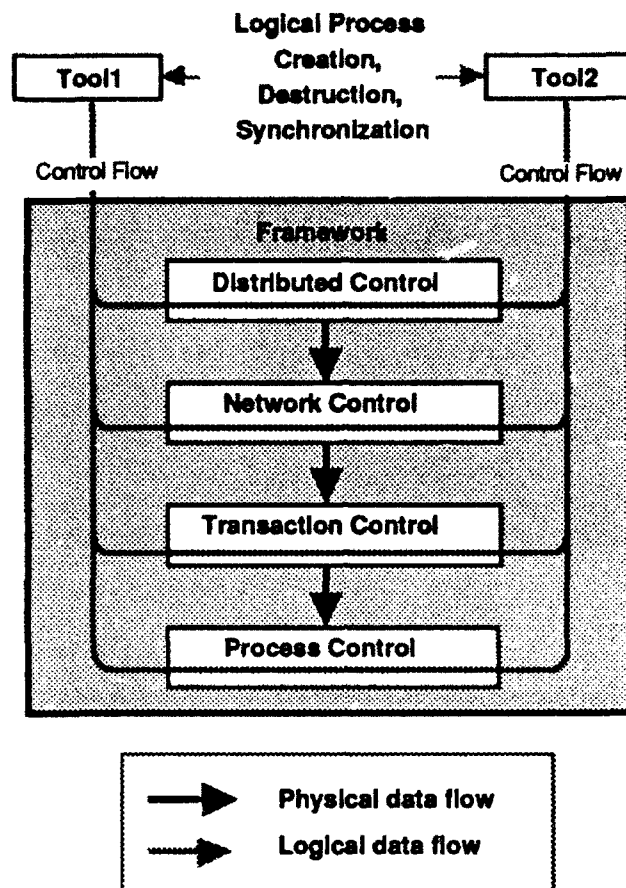 Logical Process
Creation,
Destruction,
Synchronization
Tool1
Tool2
Control Flow
Control Flow
Framework
Distributed Control
Network Control
Transaction Control
Process Control
Physical data flow
Logical data flow